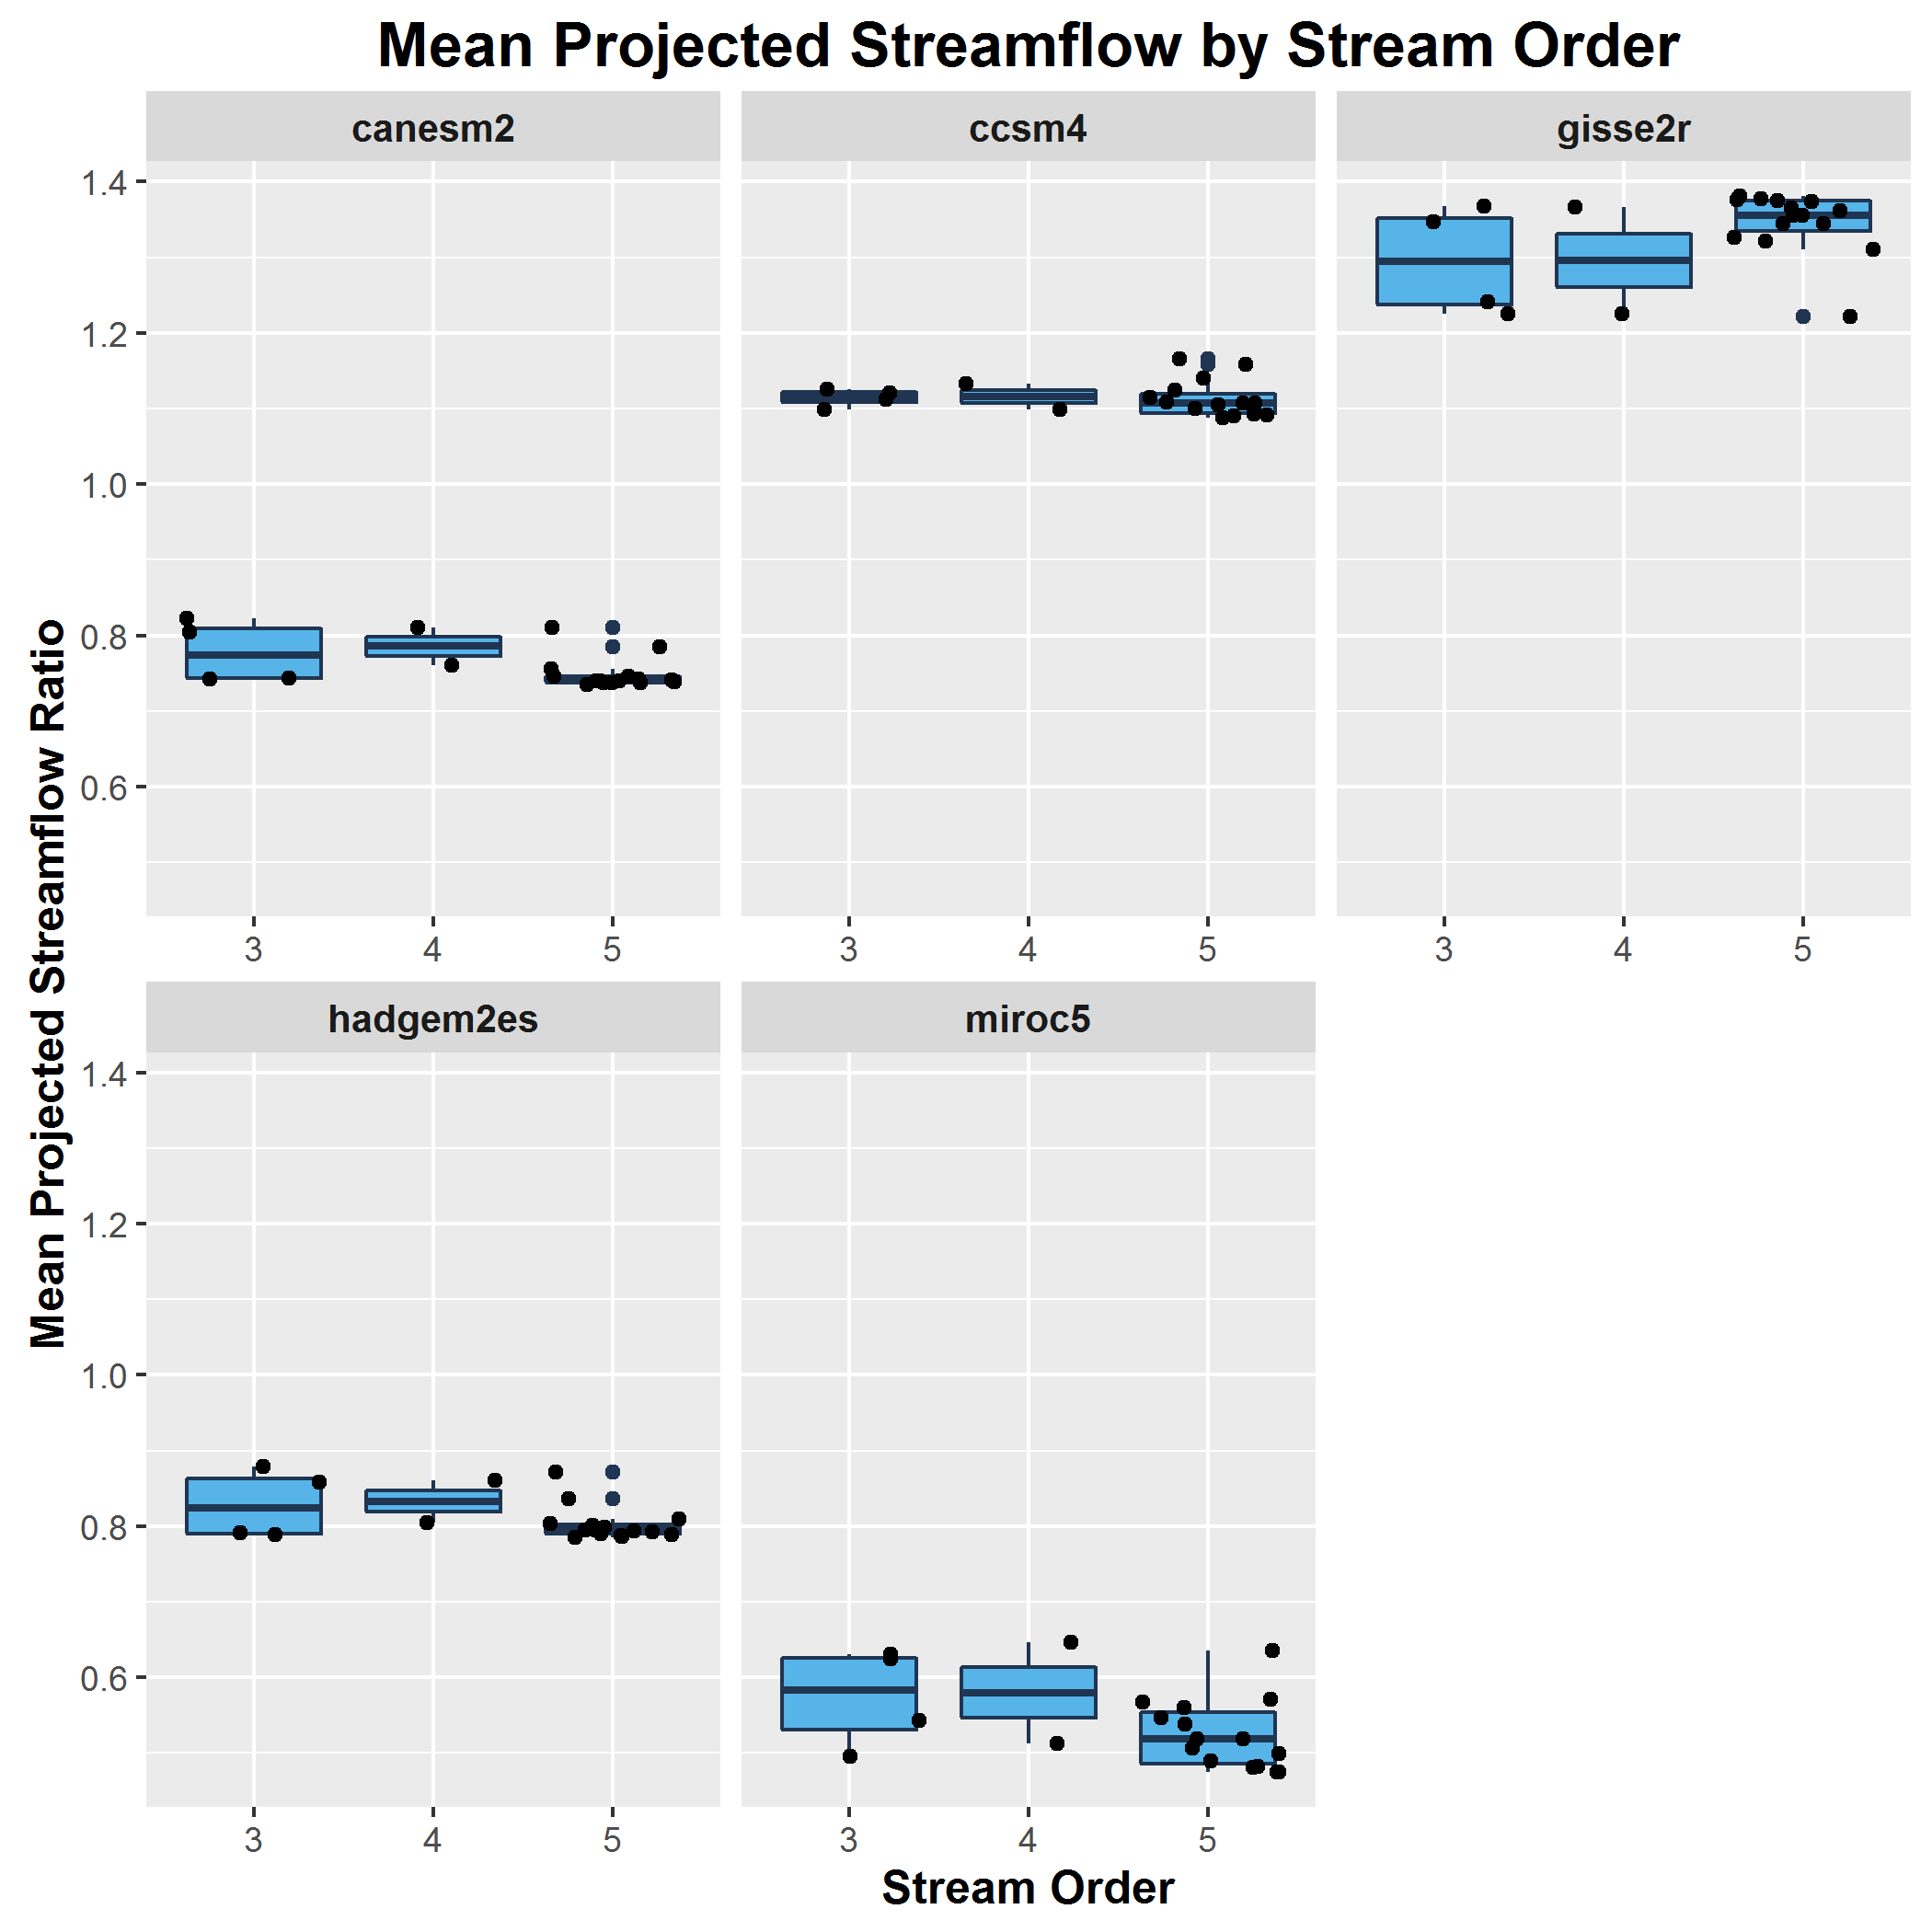 Mean Projected Streamflow by Stream Order
canesm2
ccsm4
gisse2r
1.4
1.2
1.0
0.8
0.6
3 4 5
3 4 5
3 4 5
Mean Projected Streamflow Ratio
hadgem2es
miroc5
1.4
1.2
1.0
0.8
0.6
3 4 5
3 4 5
Stream Order